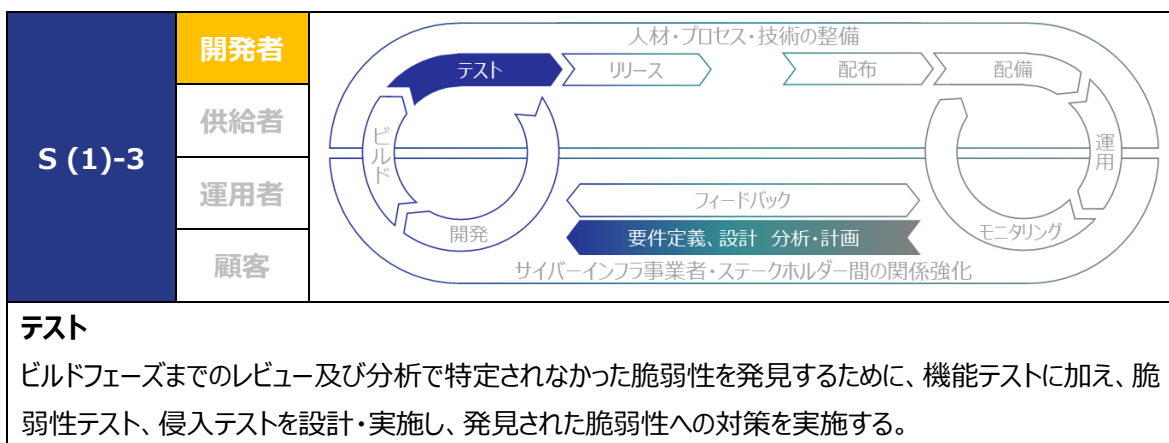 S (1)-3
開発者
供給者
運用者
顧客
人材・プロセス・技術の整備
テスト
リリース
配布
配備
ビルド
運用
開発
フィードバック
要件定義、設計 分析・計画
モニタリング
サイバーインフラ事業者・ステークホルダー間の関係強化
テスト
ビルドフェーズまでのレビュー及び分析で特定されなかった脆弱性を発見するために、機能テストに加え、脆
弱性テスト、侵入テストを設計・実施し、発見された脆弱性への対策を実施する。